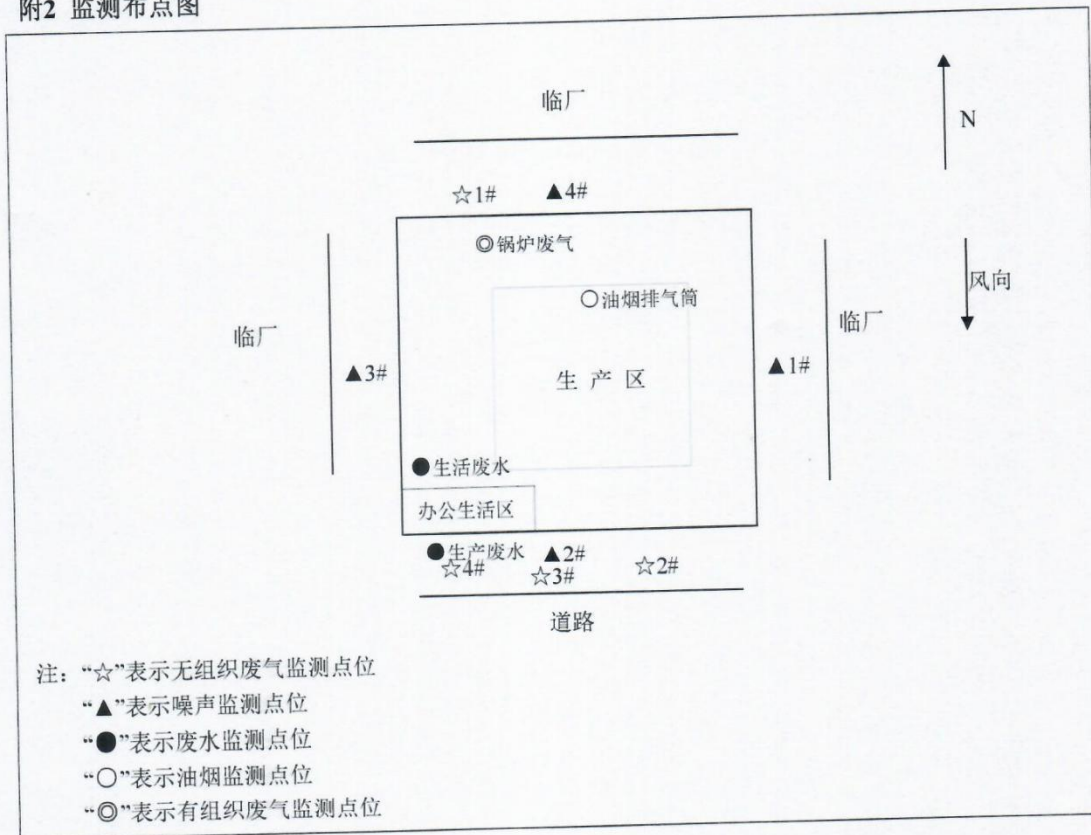 附2 监测布点图
临厂
N
☆1# ▲4#
◎锅炉废气
风向
○油烟排气筒
临厂
临厂
▲3#
生产区
▲1#
●生活废水
办公生活区
●生产废水 ▲2#
☆4# ☆3# ☆2#
道路
注：“☆”表示无组织废气监测点位
“▲”表示噪声监测点位
“●”表示废水监测点位
“○”表示油烟监测点位
“◎”表示有组织废气监测点位